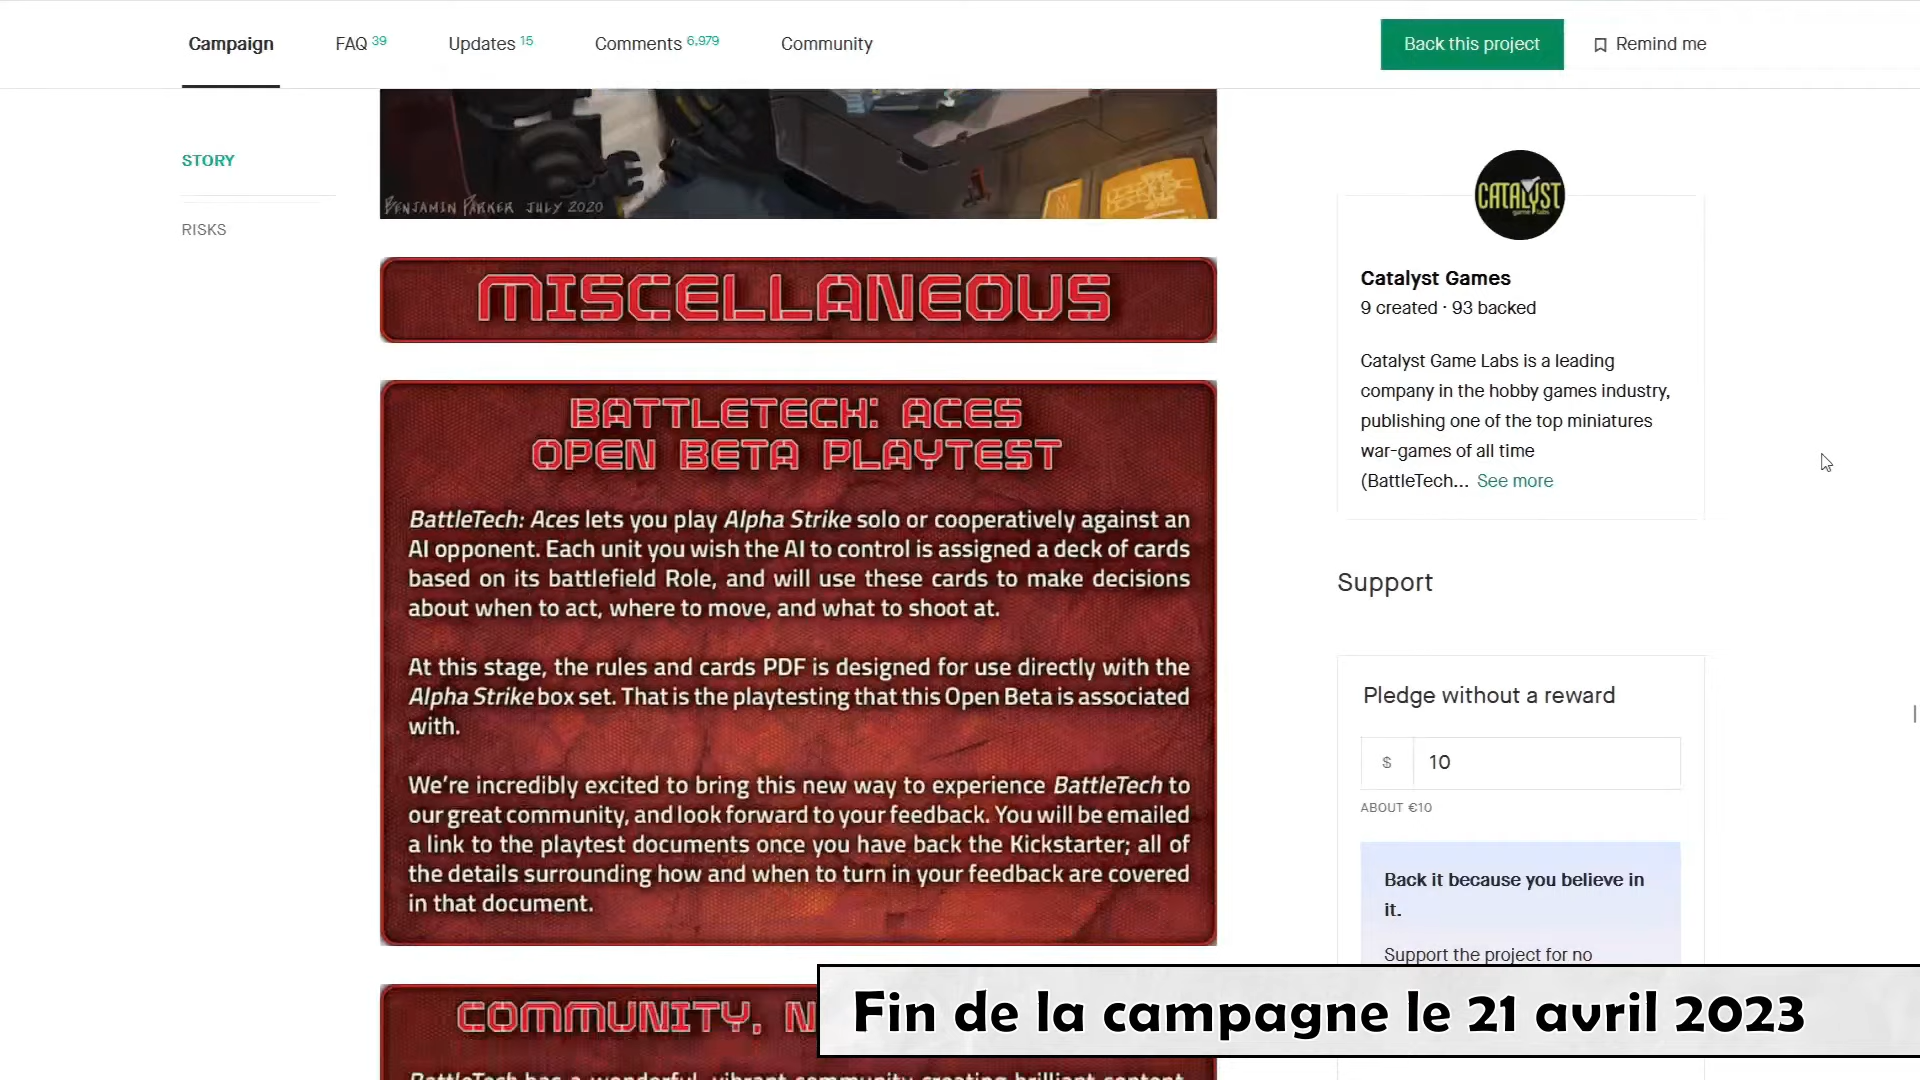 Campaign
FAQ 39
Updates 15
Comments 6,979
Community
Back this project
Remind me
STORY
RISKS
BENJAMIN PARKER JULY 2020
MISCELLANEOUS
BATTLETECH: ACES
OPEN BETA PLAYTEST
BattleTech: Aces lets you play Alpha Strike solo or cooperatively against an
AI opponent. Each unit you wish the AI to control is assigned a deck of cards
based on its battlefield Role, and will use these cards to make decisions
about when to act, where to move, and what to shoot at.
At this stage, the rules and cards PDF is designed for use directly with the
Alpha Strike box set. That is the playtesting that this Open Beta is associated
with.
We're incredibly excited to bring this new way to experience BattleTech to
our great community, and look forward to your feedback. You will be emailed
a link to the playtest documents once you have back the Kickstarter; all of
the details surrounding how and when to turn in your feedback are covered
in that document.
COMMUNITY, N
BattleTech has a wonderful, vibrant community creating brilliant content,
CATALYST
game labs
Catalyst Games
9 created · 93 backed
Catalyst Game Labs is a leading
company in the hobby games industry,
publishing one of the top miniatures
war-games of all time
(BattleTech... See more
Support
Pledge without a reward
$ 10
ABOUT €10
Back it because you believe in
it.
Support the project for no
Fin de la campagne le 21 avril 2023